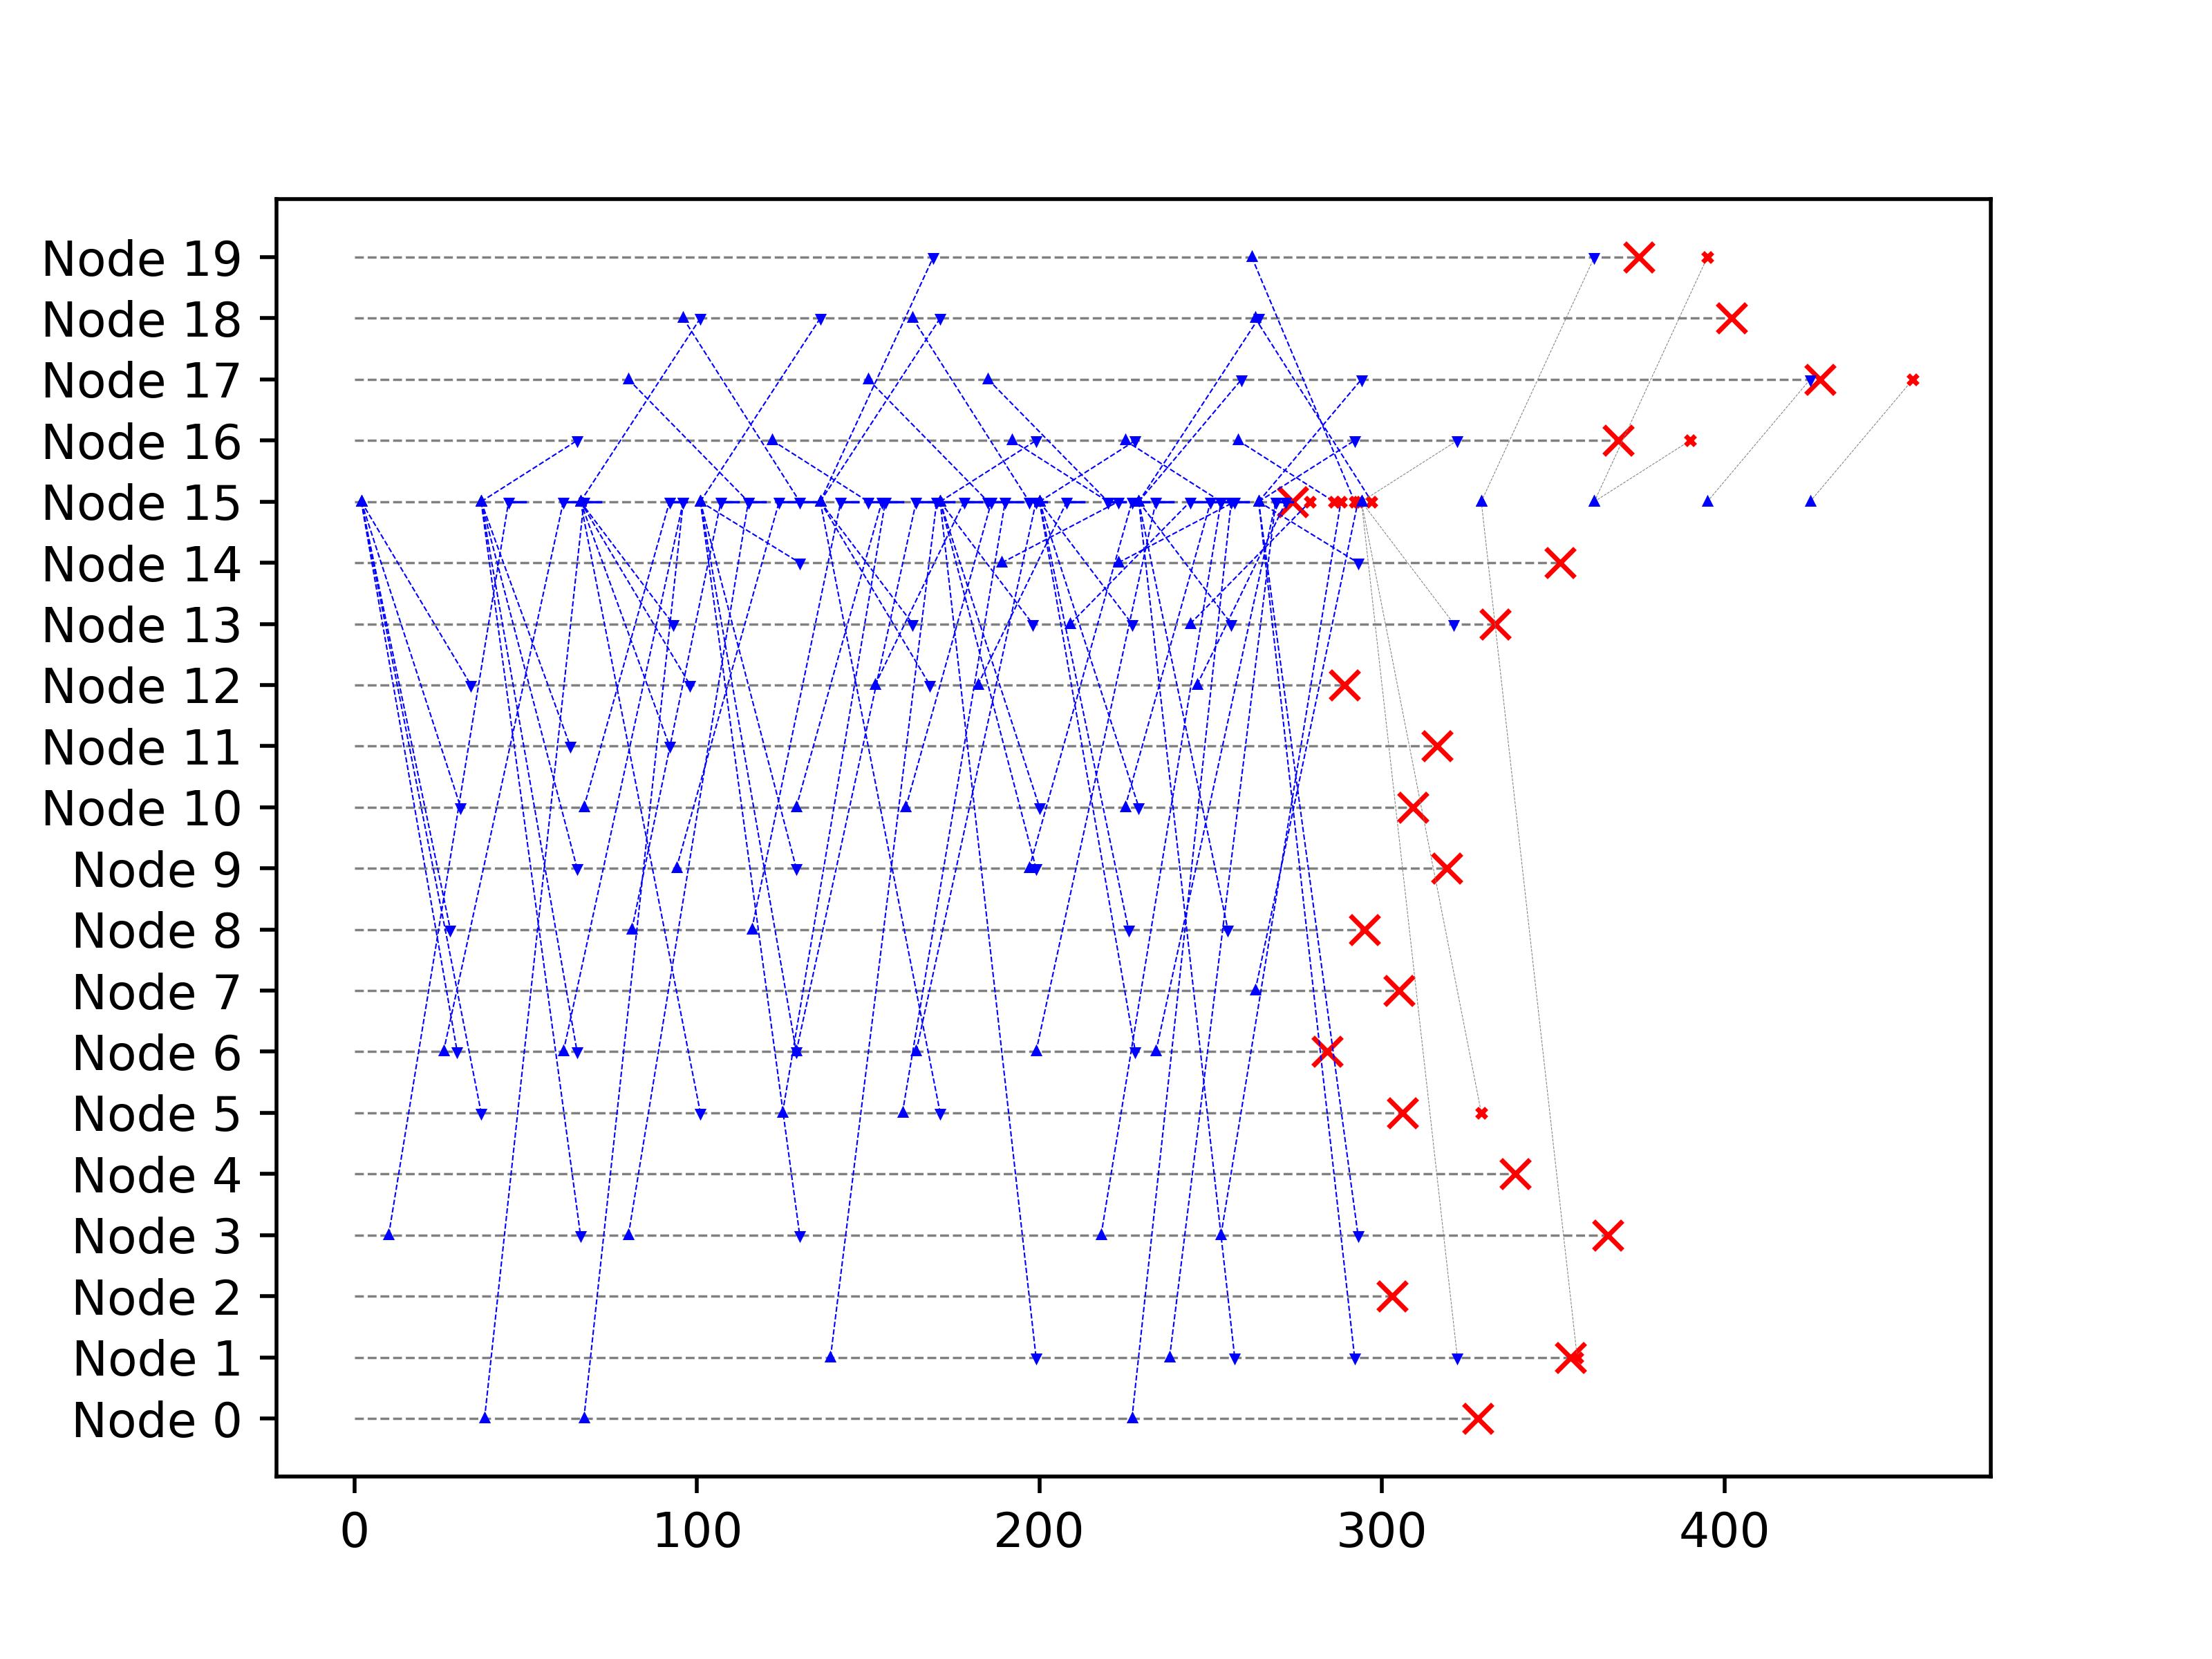 Node 19
Node 18
Node 17
Node 16
Node 15
Node 14
Node 13
Node 12
Node 11
Node 10
Node 9
Node 8
Node 7
Node 6
Node 5
Node 4
Node 3
Node 2
Node 1
Node 0
0 100 200 300 400